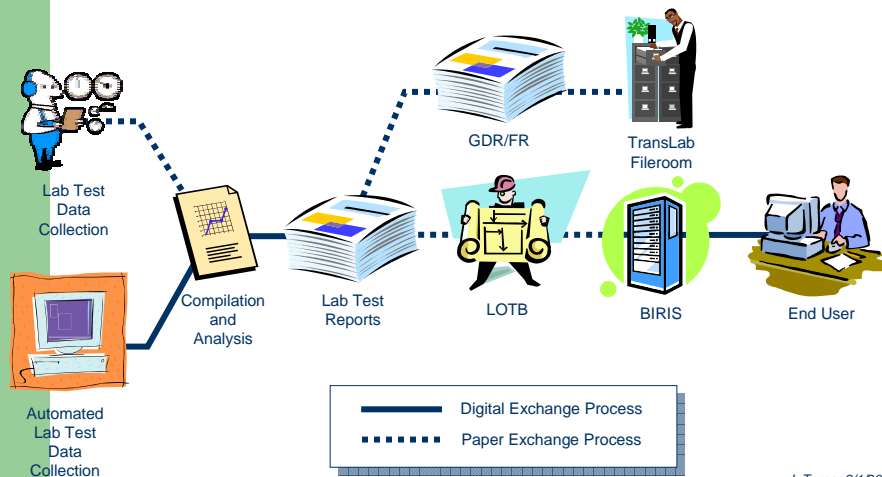 GDR/FR
TransLab
Fileroom
Lab Test
Data
Collection
Compilation
and
Analysis
Lab Test
Reports
LOTB
BIRIS
End User
Automated
Lab Test
Data
Collection
Digital Exchange Process
Paper Exchange Process